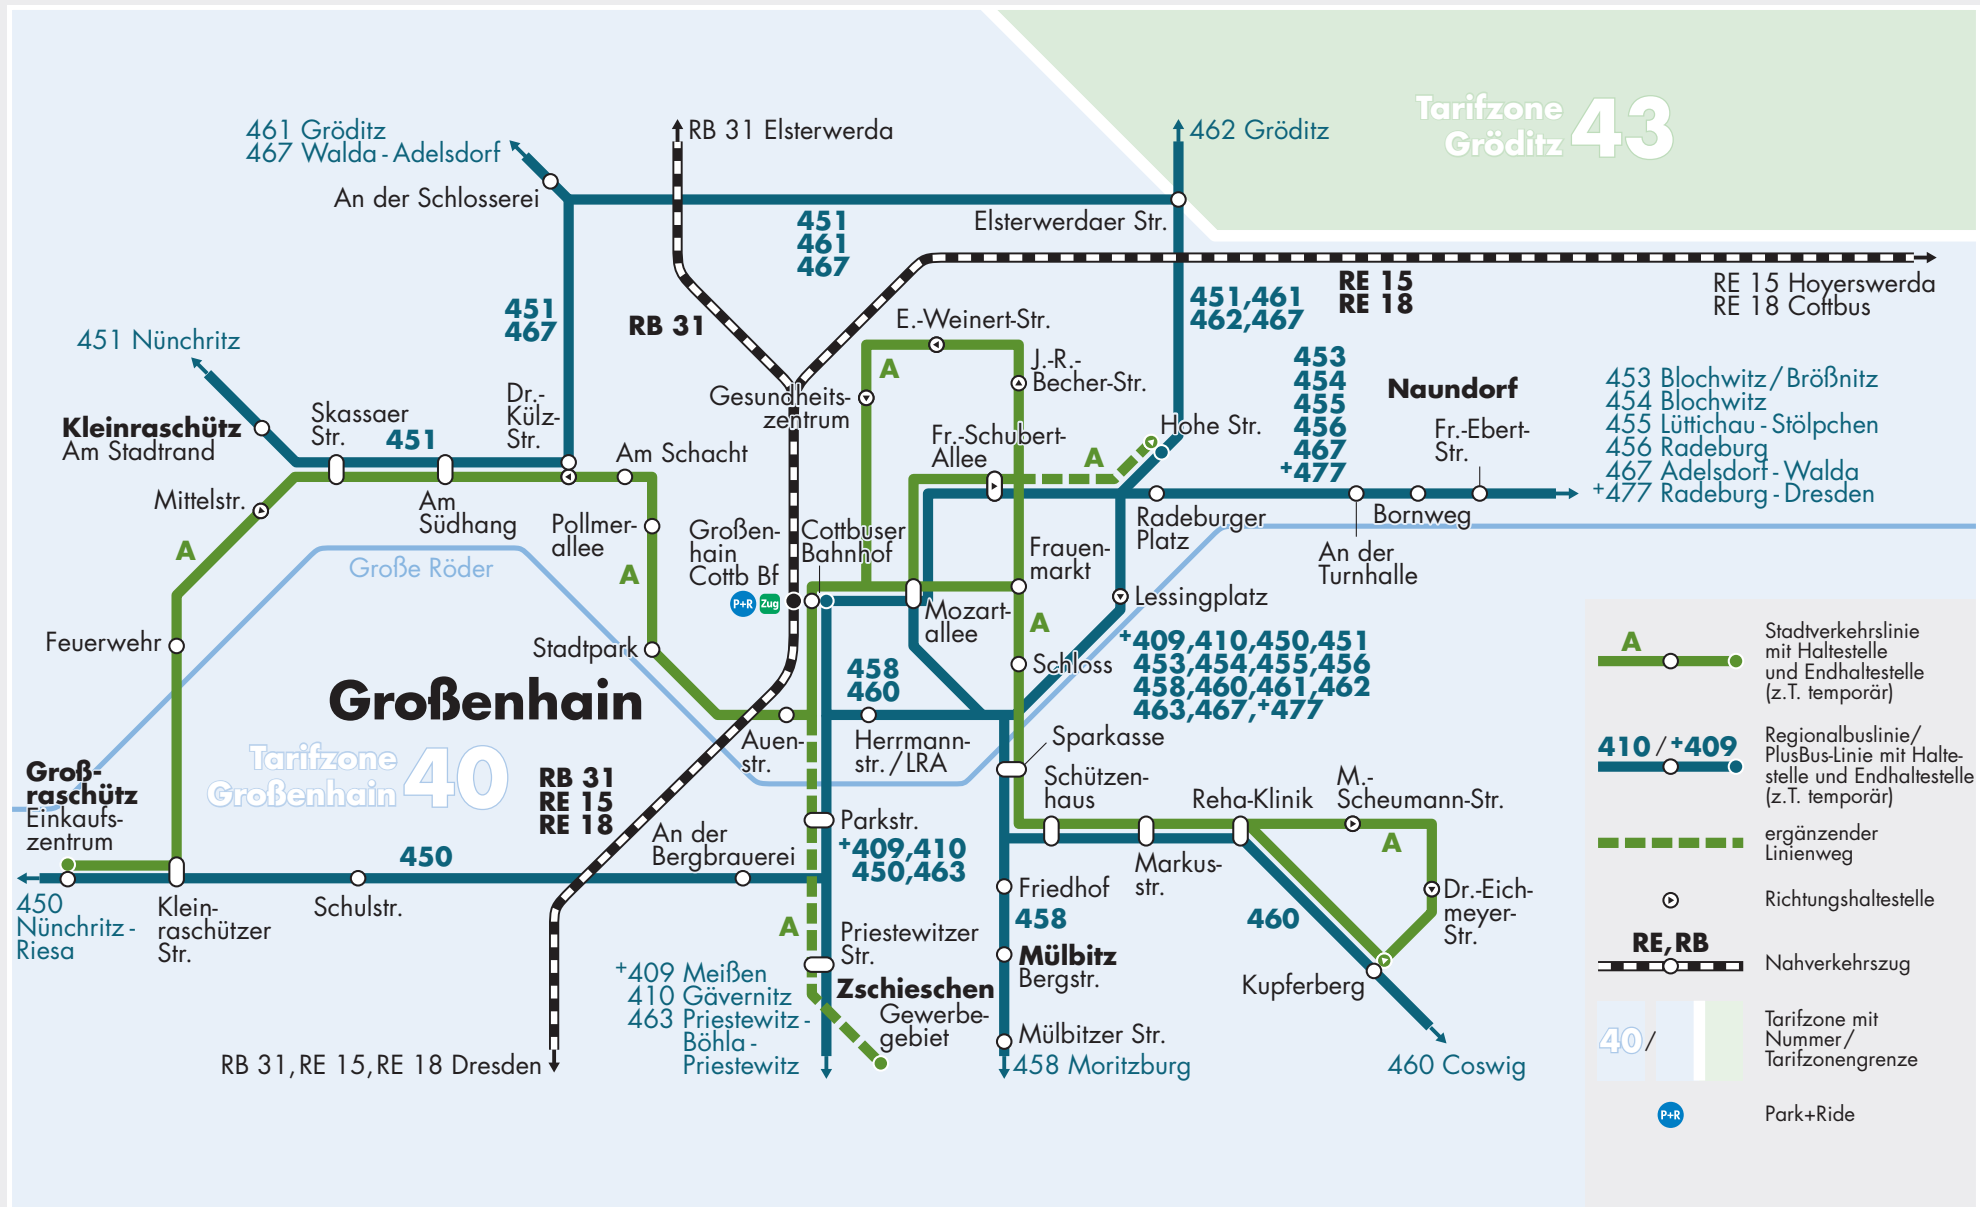 461 Gröditz
467 Walda - Adelsdorf
An der Schlosserei
RB 31 Elsterwerda
462 Gröditz
Tarifzone
Gröditz
43
Elsterwerdaer Str.
451
461
467
451
467
RB 31
RE 15
RE 18
RE 15 Hoyerswerda
RE 18 Cottbus
451,461
462,467
451 Nünchritz
Kleinraschütz
Am Stadtrand
Skassaer
Str.
451
Dr.-
Külz-
Str.
Am Schacht
Mittelstr.
Am
Südhang
Pollmer-
allee
A
A
Große Röder
Feuerwehr
Stadtpark
Gesundheits-
zentrum
E.-Weinert-Str.
A
J.-R.-
Becher-Str.
Fr.-Schubert-
Allee
A
Hohe Str.
453
454
455
456
467
+477
Naundorf
Fr.-Ebert-
Str.
453 Blochwitz / Brößnitz
454 Blochwitz
455 Lüttichau - Stölpchen
456 Radeburg
467 Adelsdorf - Walda
+477 Radeburg - Dresden
Radeburger
Platz
Bornweg
An der
Turnhalle
Großen-
hain
Cottb Bf
P+R
Zug
Cottbuser
Bahnhof
Mozart-
allee
Frauen-
markt
A
Lessingplatz
Schloss
+409,410,450,451
453,454,455,456
458,460,461,462
463,467,+477
458
460
Großenhain
Tarifzone
Großenhain
40
Auen-
str.
Herrmann-
str. / LRA
Sparkasse
Schützen-
haus
Reha-Klinik
M.-
Scheumann-Str.
A
Markus-
str.
Dr.-Eich-
meyer-
Str.
Groß-
raschütz
Einkaufs-
zentrum
RB 31
RE 15
RE 18
An der
Bergbrauerei
Parkstr.
+409,410
450,463
450
450
Nünchritz -
Riesa
Klein-
raschützer
Str.
Schulstr.
A
Priestewitzer
Str.
Friedhof
458
Mülbitz
Bergstr.
460
Kupferberg
+409 Meißen
410 Gävernitz
463 Priestewitz -
Böhla -
Priestewitz
Zschieschen
Gewerbe-
gebiet
Mülbitzer Str.
458 Moritzburg
460 Coswig
RB 31, RE 15, RE 18 Dresden
A
Stadtverkehrslinie
mit Haltestelle
und Endhaltestelle
(z.T. temporär)
410 / +409
Regionalbuslinie/
PlusBus-Linie mit Halte-
stelle und Endhaltestelle
(z.T. temporär)
ergänzender
Linienweg
Richtungshaltestelle
RE, RB
Nahverkehrszug
40 /
Tarifzone mit
Nummer/
Tarifzonengrenze
P+R
Park+Ride